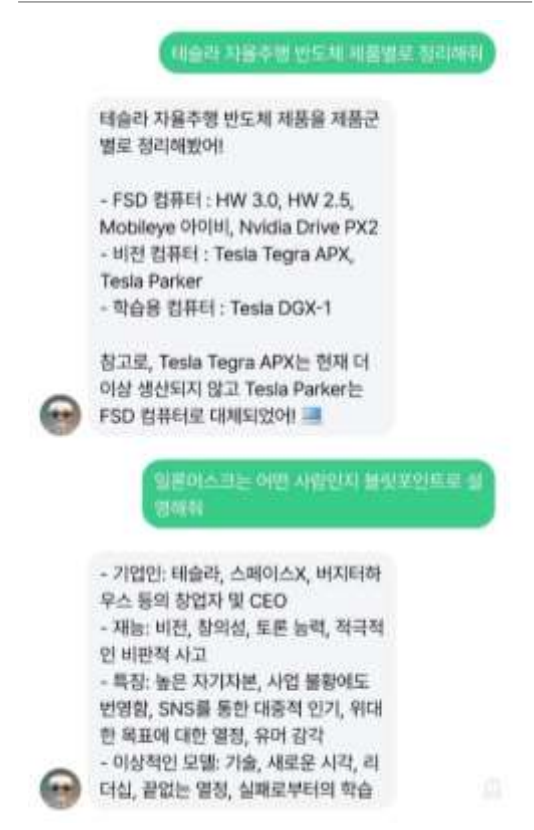 테슬라 자율추행 반도체 제품별로 정리해줘
테슬라 자율추행 반도체 제품을 제품군
별로 정리해봤어!
- FSD 컴퓨터 : HW 3.0, HW 2.5,
Mobileye 아이비, Nvidia Drive PX2
- 비전 컴퓨터 : Tesla Tegra APX,
Tesla Parker
- 학습용 컴퓨터 : Tesla DGX-1
참고로, Tesla Tegra APX는 현재 더
이상 생산되지 않고 Tesla Parker는
FSD 컴퓨터로 대체되었어!
일론머스크는 어떤 사람인지 불릿포인트로 설
명해줘
- 기업인: 테슬라, 스페이스X, 버지터하
우스 등의 창업자 및 CEO
- 재능: 비전, 창의성, 토론 능력, 적극적
인 비판적 사고
- 특징: 높은 자기자본, 사업 불황에도
번영함, SNS를 통한 대중적 인기, 위대
한 목표에 대한 열정, 유머 감각
- 이상적인 모델: 기술, 새로운 시각, 리
더십, 끝없는 열정, 실패로부터의 학습